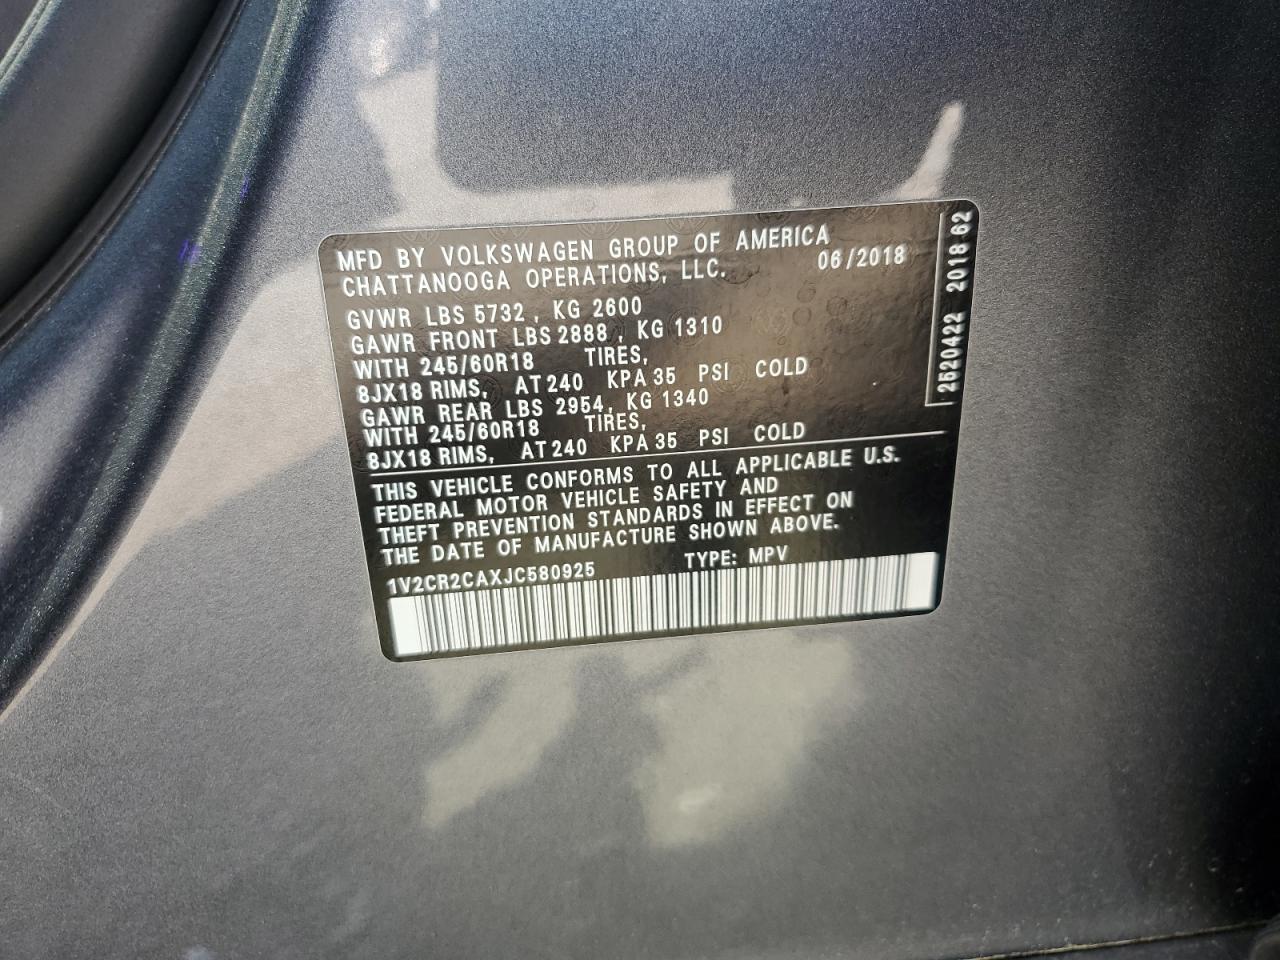 MFD BY VOLKSWAGEN GROUP OF AMERICA
CHATTANOOGA OPERATIONS, LLC. 06/2018
GVWR LBS 5732, KG 2600
GAWR FRONT LBS 2888, KG 1310
WITH 245/60R18 TIRES,
8JX18 RIMS, AT 240 KPA 35 PSI COLD
GAWR REAR LBS 2954, KG 1340
WITH 245/60R18 TIRES,
8JX18 RIMS, AT 240 KPA 35 PSI COLD
THIS VEHICLE CONFORMS TO ALL APPLICABLE U.S.
FEDERAL MOTOR VEHICLE SAFETY AND
THEFT PREVENTION STANDARDS IN EFFECT ON
THE DATE OF MANUFACTURE SHOWN ABOVE.
1V2CR2CAXJC580925 TYPE: MPV
2520422 2018 62